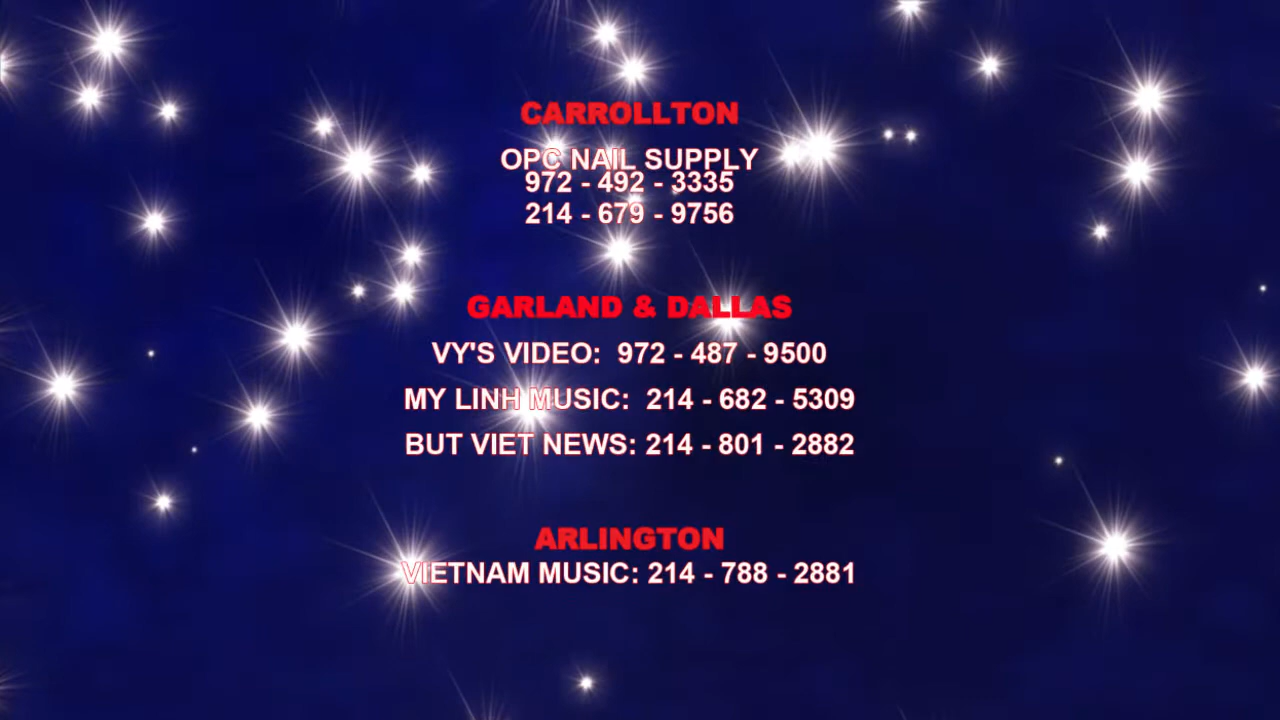 CARROLLTON
OPC NAIL SUPPLY
972 - 492 - 3335
214 - 679 - 9756
GARLAND & DALLAS
VY'S VIDEO:  972 - 487 - 9500
MY LINH MUSIC:  214 - 682 - 5309
BUT VIET NEWS: 214 - 801 - 2882
ARLINGTON
VIETNAM MUSIC: 214 - 788 - 2881